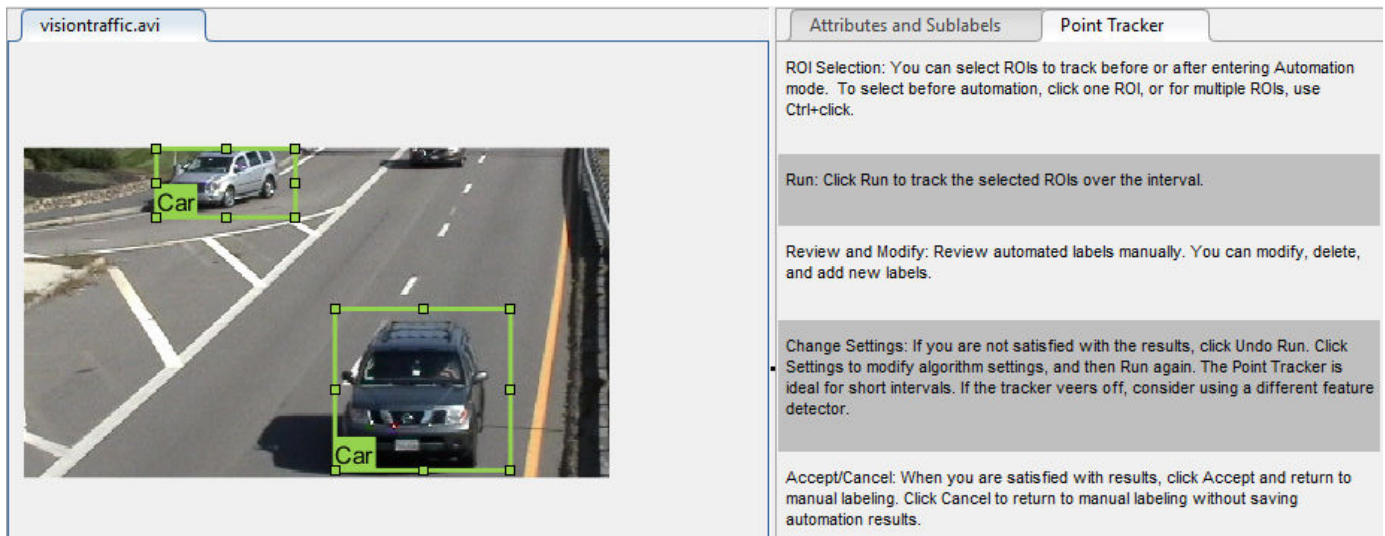 visiontraffic.avi
Attributes and Sublabels
Point Tracker
ROI Selection: You can select ROIs to track before or after entering Automation
mode. To select before automation, click one ROI, or for multiple ROIs, use
Ctrl+click.
Run: Click Run to track the selected ROIs over the interval.
Review and Modify: Review automated labels manually. You can modify, delete,
and add new labels.
Change Settings: If you are not satisfied with the results, click Undo Run. Click
Settings to modify algorithm settings, and then Run again. The Point Tracker is
ideal for short intervals. If the tracker veers off, consider using a different feature
detector.
Accept/Cancel: When you are satisfied with results, click Accept and return to
manual labeling. Click Cancel to return to manual labeling without saving
automation results.
Car
Car